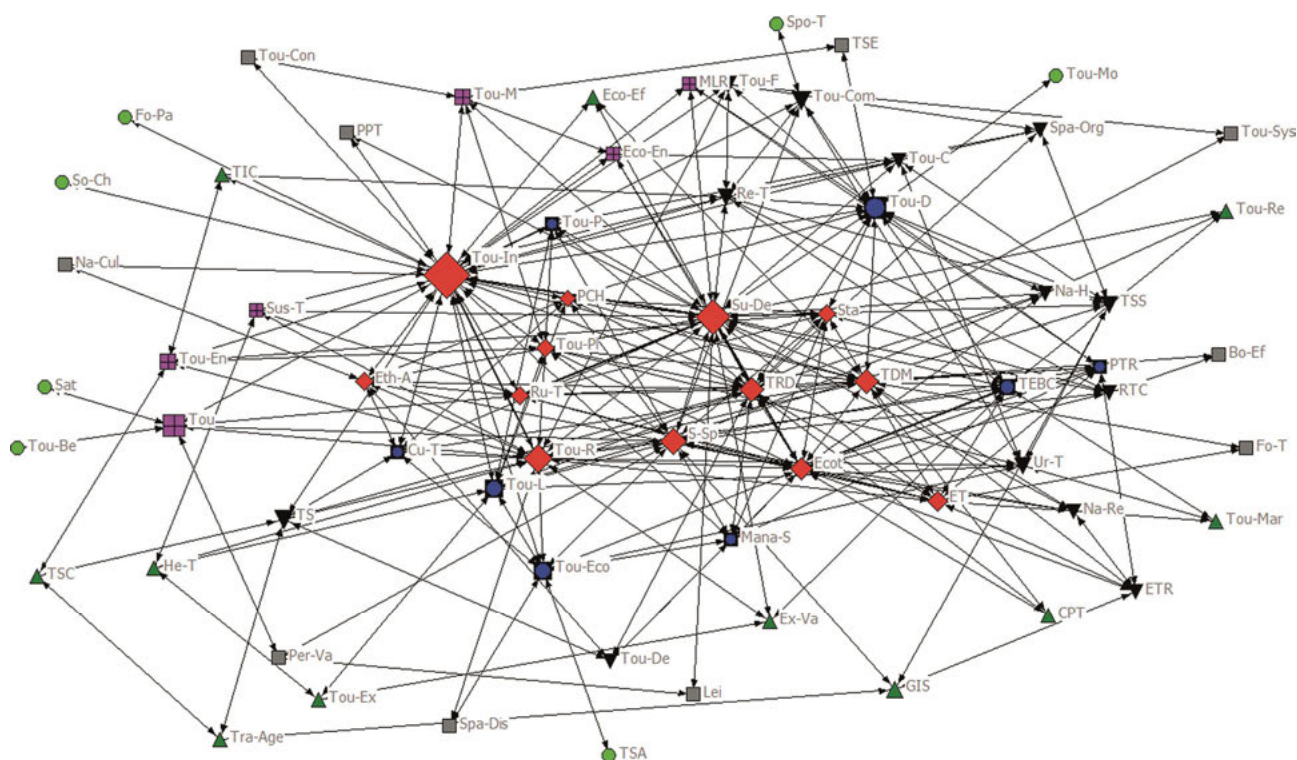 Spo-T
TSE
Tou-Con
Tou-Mo
MLR
Tou-F
Tou-M
Eco-Ef
Tou-Com
Fo-Pa
PPT
Spa-Org
Tou-Sys
Eco-En
Tou-C
TIC
So-Ch
Re-T
Tou-D
Tou-Re
Tou-P
Na-Cul
Tou-In
Na-H
TSS
PCH
Su-De
Sta
Sus-T
Tou-Pl
Tou-En
Bo-Ef
PTR
Eth-A
TRD
TDM
TEBC
RTC
Sat
Ru-T
Tou
Tou-Be
S-Sp
Fo-T
Cu-T
Tou-R
Ecot
Ur-T
Tou-L
ET
Na-Re
TS
Tou-Mar
Mana-S
He-T
TSC
Tou-Eco
ETR
CPT
Ex-Va
Per-Va
Tou-De
Lei
GIS
Tou-Ex
Spa-Dis
Tra-Age
TSA